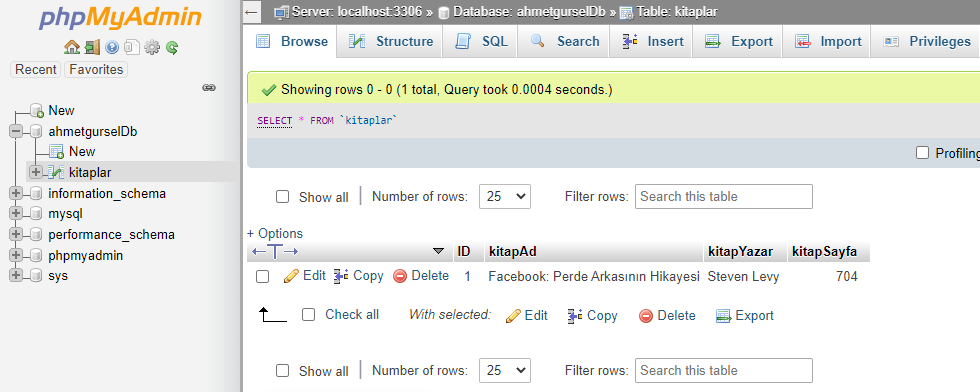 phpMyAdmin
Recent Favorites
New
ahmetgurselDb
New
kitaplar
information_schema
mysql
performance_schema
phpmyadmin
sys
Server: localhost:3306 » Database: ahmetgurselDb » Table: kitaplar
Browse Structure SQL Search Insert Export Import Privileges
Showing rows 0 - 0 (1 total, Query took 0.0004 seconds.)
SELECT * FROM `kitaplar`
Profiling
Show all Number of rows: 25 Filter rows: Search this table
+ Options
ID kitapAd kitapYazar kitapSayfa
Edit Copy Delete 1 Facebook: Perde Arkasının Hikayesi Steven Levy 704
Check all With selected: Edit Copy Delete Export
Show all Number of rows: 25 Filter rows: Search this table